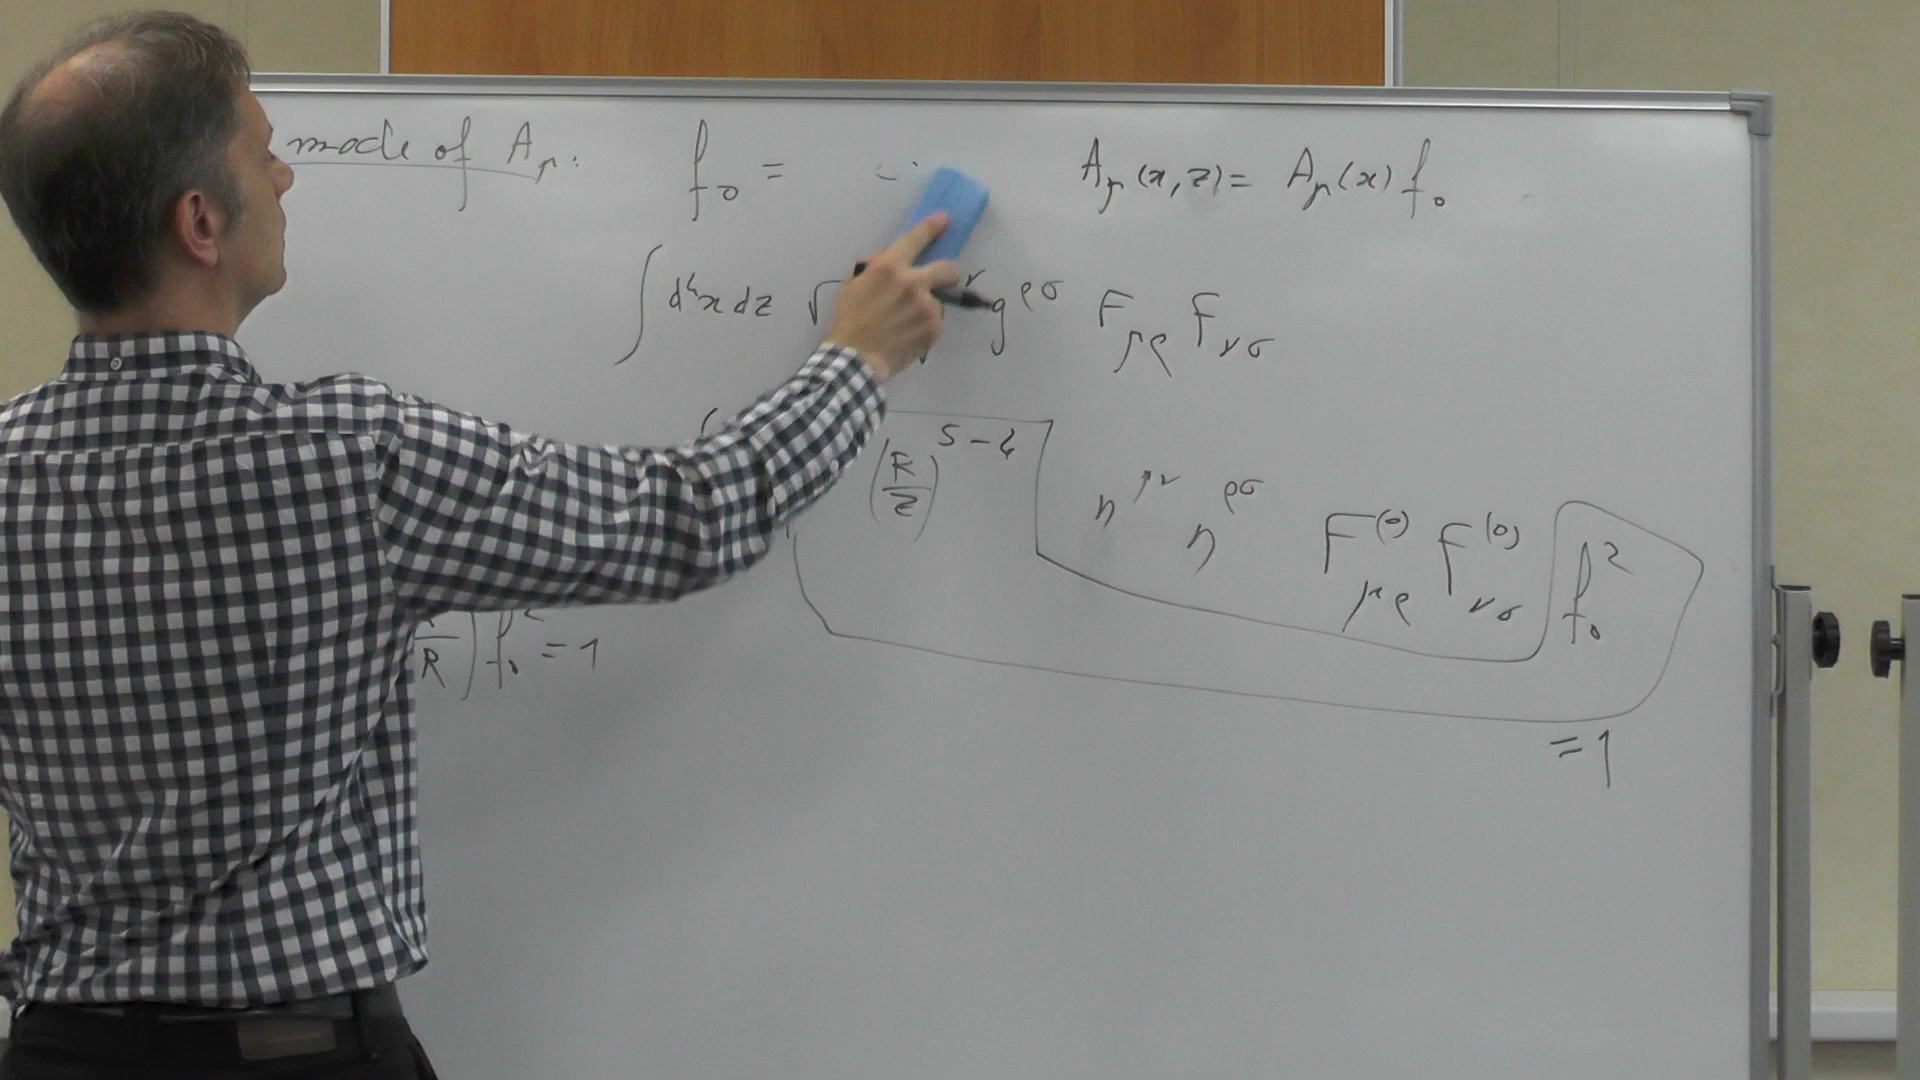 mode of A_μ: f_0 = A_μ(x, z) = A_μ(x) f_0
∫ d^4x dz √ g^{ρσ} F_{μρ} F_{νσ}
(R/z)^{5-4} η^{μν} η^{ρσ} F^{(0)}_{μρ} F^{(0)}_{νσ} f_0^2
R) f_0^2 = 1
= 1